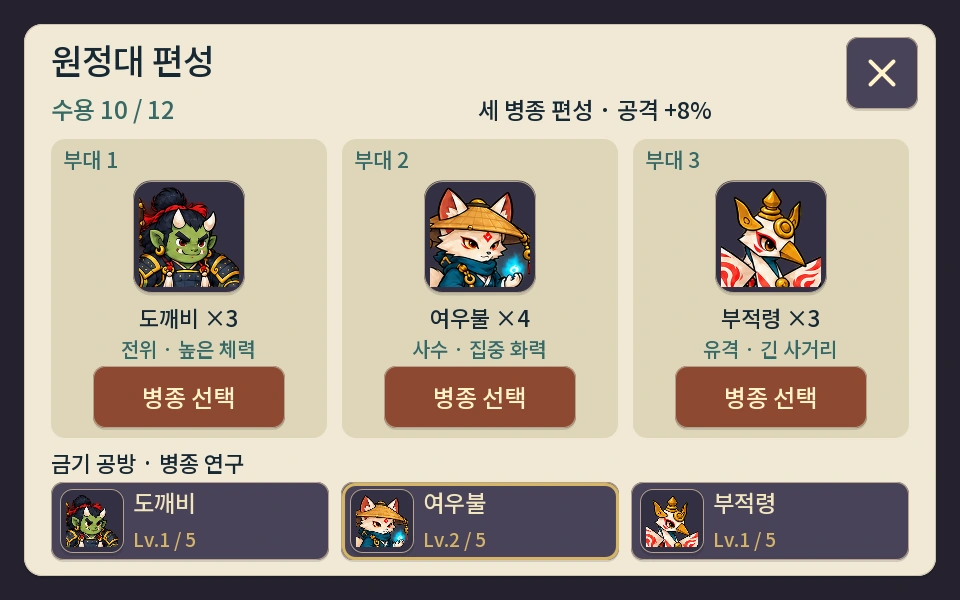 원정대 편성
수용 10 / 12
세 병종 편성 · 공격 +8%
부대 1
도깨비 ×3
전위 · 높은 체력
병종 선택
부대 2
여우불 ×4
사수 · 집중 화력
병종 선택
부대 3
부적령 ×3
유격 · 긴 사거리
병종 선택
금기 공방 · 병종 연구
도깨비
Lv.1 / 5
여우불
Lv.2 / 5
부적령
Lv.1 / 5